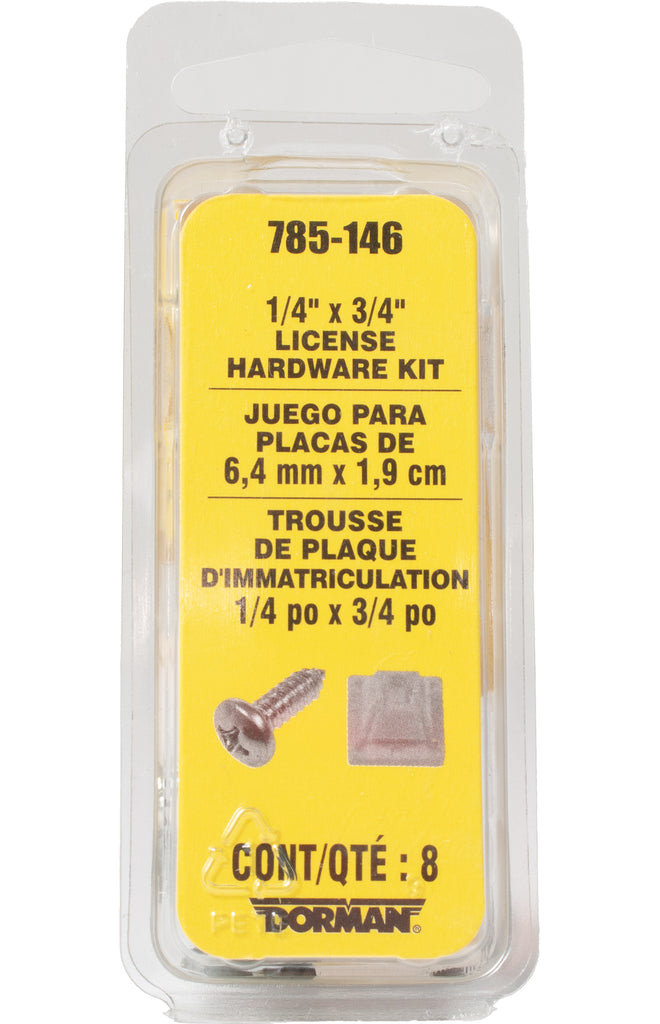 785-146
1/4" x 3/4"
LICENSE
HARDWARE KIT
JUEGO PARA
PLACAS DE
6,4 mm x 1,9 cm
TROUSSE
DE PLAQUE
D'IMMATRICULATION
1/4 po x 3/4 po
CONT/QTÉ : 8
DORMAN®